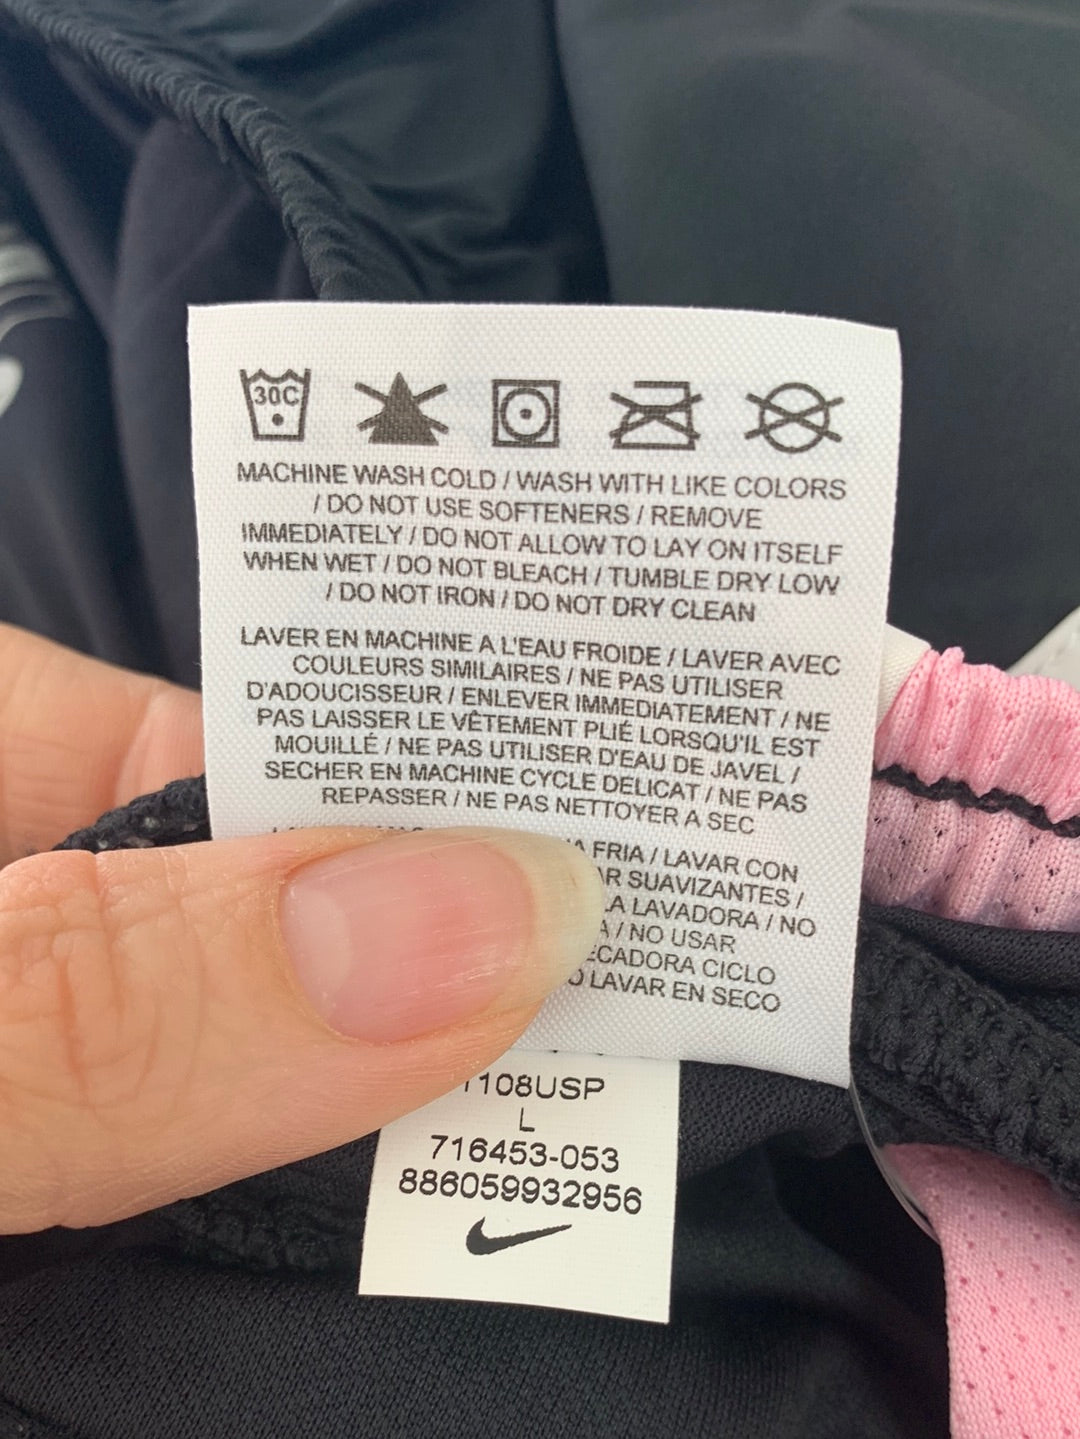 30C
MACHINE WASH COLD / WASH WITH LIKE COLORS
/ DO NOT USE SOFTENERS / REMOVE
IMMEDIATELY / DO NOT ALLOW TO LAY ON ITSELF
WHEN WET / DO NOT BLEACH / TUMBLE DRY LOW
/ DO NOT IRON / DO NOT DRY CLEAN
LAVER EN MACHINE A L'EAU FROIDE / LAVER AVEC
COULEURS SIMILAIRES / NE PAS UTILISER
D'ADOUCISSEUR / ENLEVER IMMEDIATEMENT / NE
PAS LAISSER LE VÊTEMENT PLIÉ LORSQU'IL EST
MOUILLÉ / NE PAS UTILISER D'EAU DE JAVEL /
SECHER EN MACHINE CYCLE DELICAT / NE PAS
REPASSER / NE PAS NETTOYER A SEC
FRIA / LAVAR CON
SUAVIZANTES /
LA LAVADORA / NO
/ NO USAR
CICLO
LAVAR EN SECO
108USP
L
716453-053
886059932956